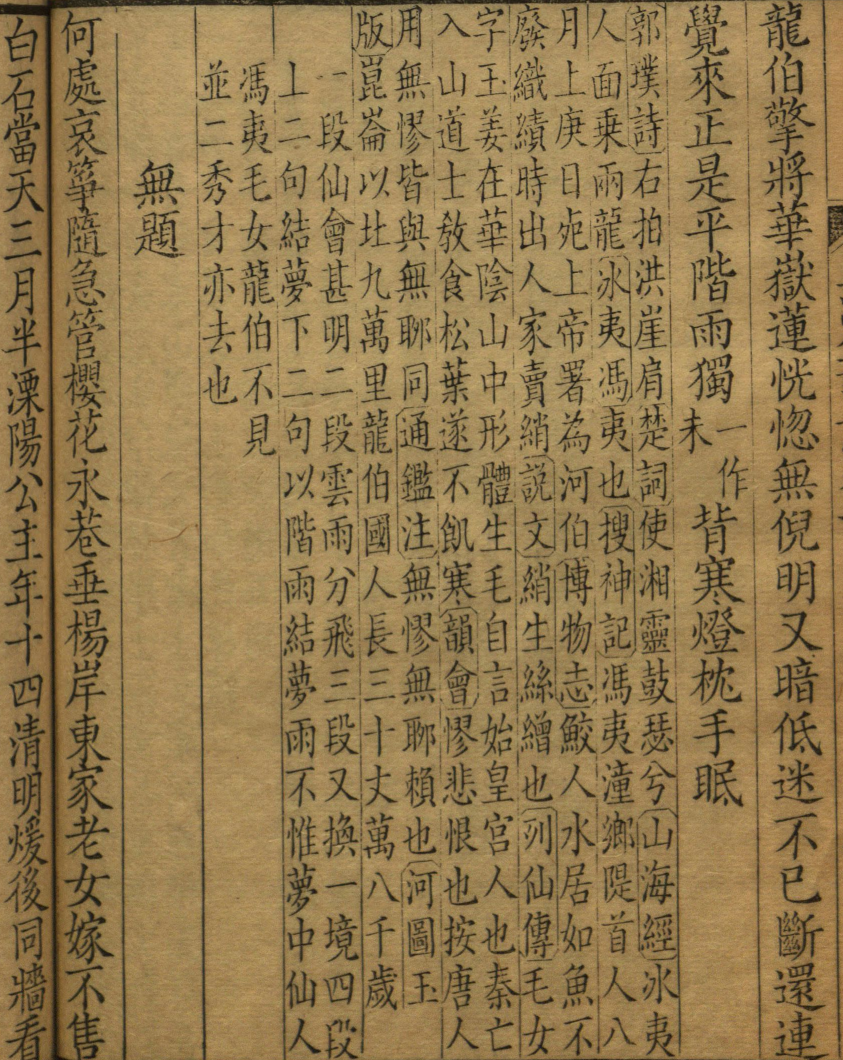 龍伯擎將華嶽蓮恍惚無倪明又暗低迷不已斷還連
覺來正是平階雨獨一作未背寒燈枕手眠
郭璞詩右拍洪崖肩楚詞使湘靈鼓瑟兮山海經冰夷
人面乗兩龍冰夷馮夷也搜神記馮夷潼鄉隄首人八
月上庚日死上帝署為河伯博物志鮫人水居如魚不
廢織績時出人家賣綃說文綃生絲繒也列仙傳毛女
字玉姜在華陰山中形體生毛自言始皇宮人也秦亡
入山道士敎食松葉遂不飢寒韻會憀悲恨也按唐人
用無憀皆與無聊同通鑑注無憀無聊賴也河圖玉
版崑崙以北九萬里龍伯國人長三十丈萬八千歲
一段仙會甚明二段雲雨分飛三段又換一境四段
上二句結夢下二句以階雨結夢雨不惟夢中仙人
馮夷毛女龍伯不見
並二秀才亦去也
無題
何處哀箏隨急管櫻花永巷垂楊岸東家老女嫁不售
白石當天三月半溧陽公主年十四清明煖後同牆看